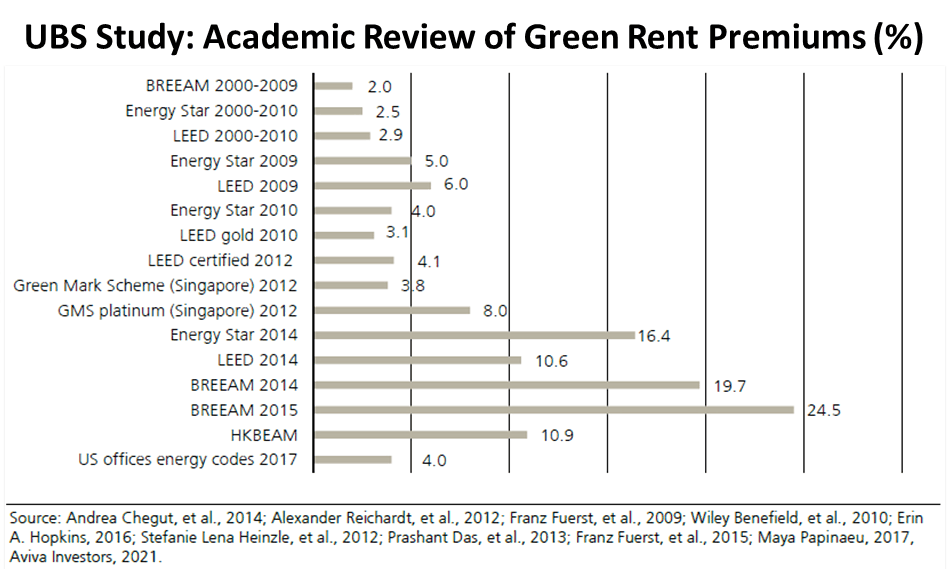 UBS Study: Academic Review of Green Rent Premiums (%)
BREEAM 2000-2009 2.0
Energy Star 2000-2010 2.5
LEED 2000-2010 2.9
Energy Star 2009 5.0
LEED 2009 6.0
Energy Star 2010 4.0
LEED gold 2010 3.1
LEED certified 2012 4.1
Green Mark Scheme (Singapore) 2012 3.8
GMS platinum (Singapore) 2012 8.0
Energy Star 2014 16.4
LEED 2014 10.6
BREEAM 2014 19.7
BREEAM 2015 24.5
HKBEAM 10.9
US offices energy codes 2017 4.0
Source: Andrea Chegut, et al., 2014; Alexander Reichardt, et al., 2012; Franz Fuerst, et al., 2009; Wiley Benefield, et al., 2010; Erin
A. Hopkins, 2016; Stefanie Lena Heinzle, et al., 2012; Prashant Das, et al., 2013; Franz Fuerst, et al., 2015; Maya Papinaeu, 2017,
Aviva Investors, 2021.